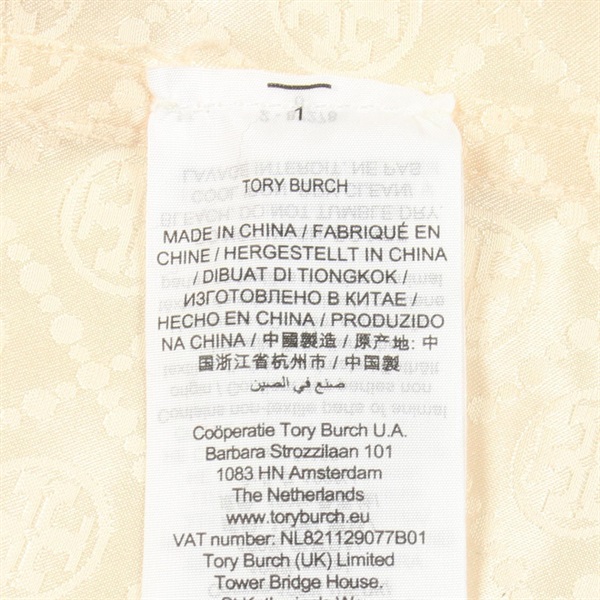 1
TORY BURCH
MADE IN CHINA / FABRIQUÉ EN
CHINE / HERGESTELLT IN CHINA
/ DIBUAT DI TIONGKOK /
ИЗГОТОВЛЕНО В КИТАЕ /
HECHO EN CHINA / PRODUZIDO
NA CHINA / 中國製造 / 原产地: 中
国浙江省杭州市 / 中国製
صنع في الصين
Coöperatie Tory Burch U.A.
Barbara Strozzilaan 101
1083 HN Amsterdam
The Netherlands
www.toryburch.eu
VAT number: NL821129077B01
Tory Burch (UK) Limited
Tower Bridge House,